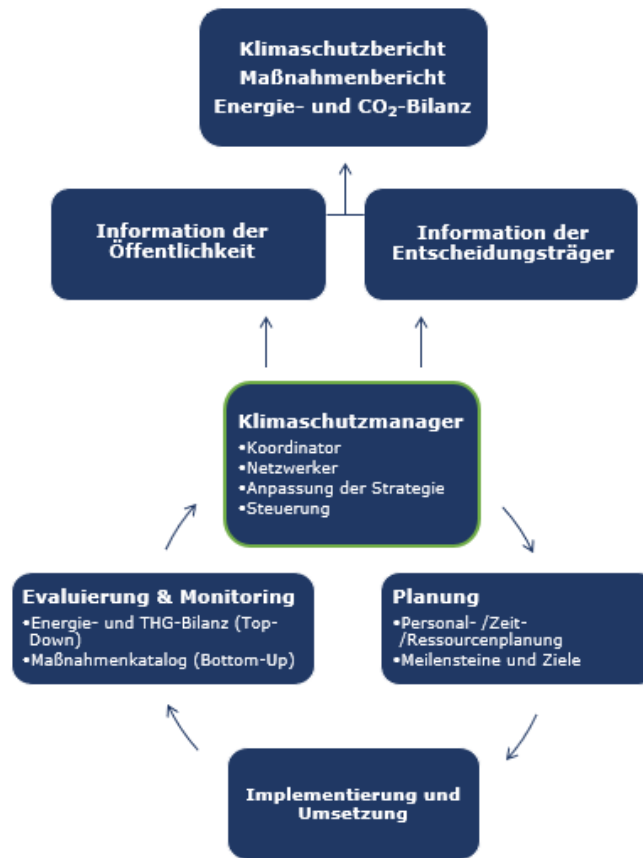 Klimaschutzbericht
Maßnahmenbericht
Energie- und CO₂-Bilanz
Information der
Öffentlichkeit
Information der
Entscheidungsträger
Klimaschutzmanager
•Koordinator
•Netzwerker
•Anpassung der Strategie
•Steuerung
Evaluierung & Monitoring
•Energie- und THG-Bilanz (Top-
Down)
•Maßnahmenkatalog (Bottom-Up)
Planung
•Personal- /Zeit-
/Ressourcenplanung
•Meilensteine und Ziele
Implementierung und
Umsetzung